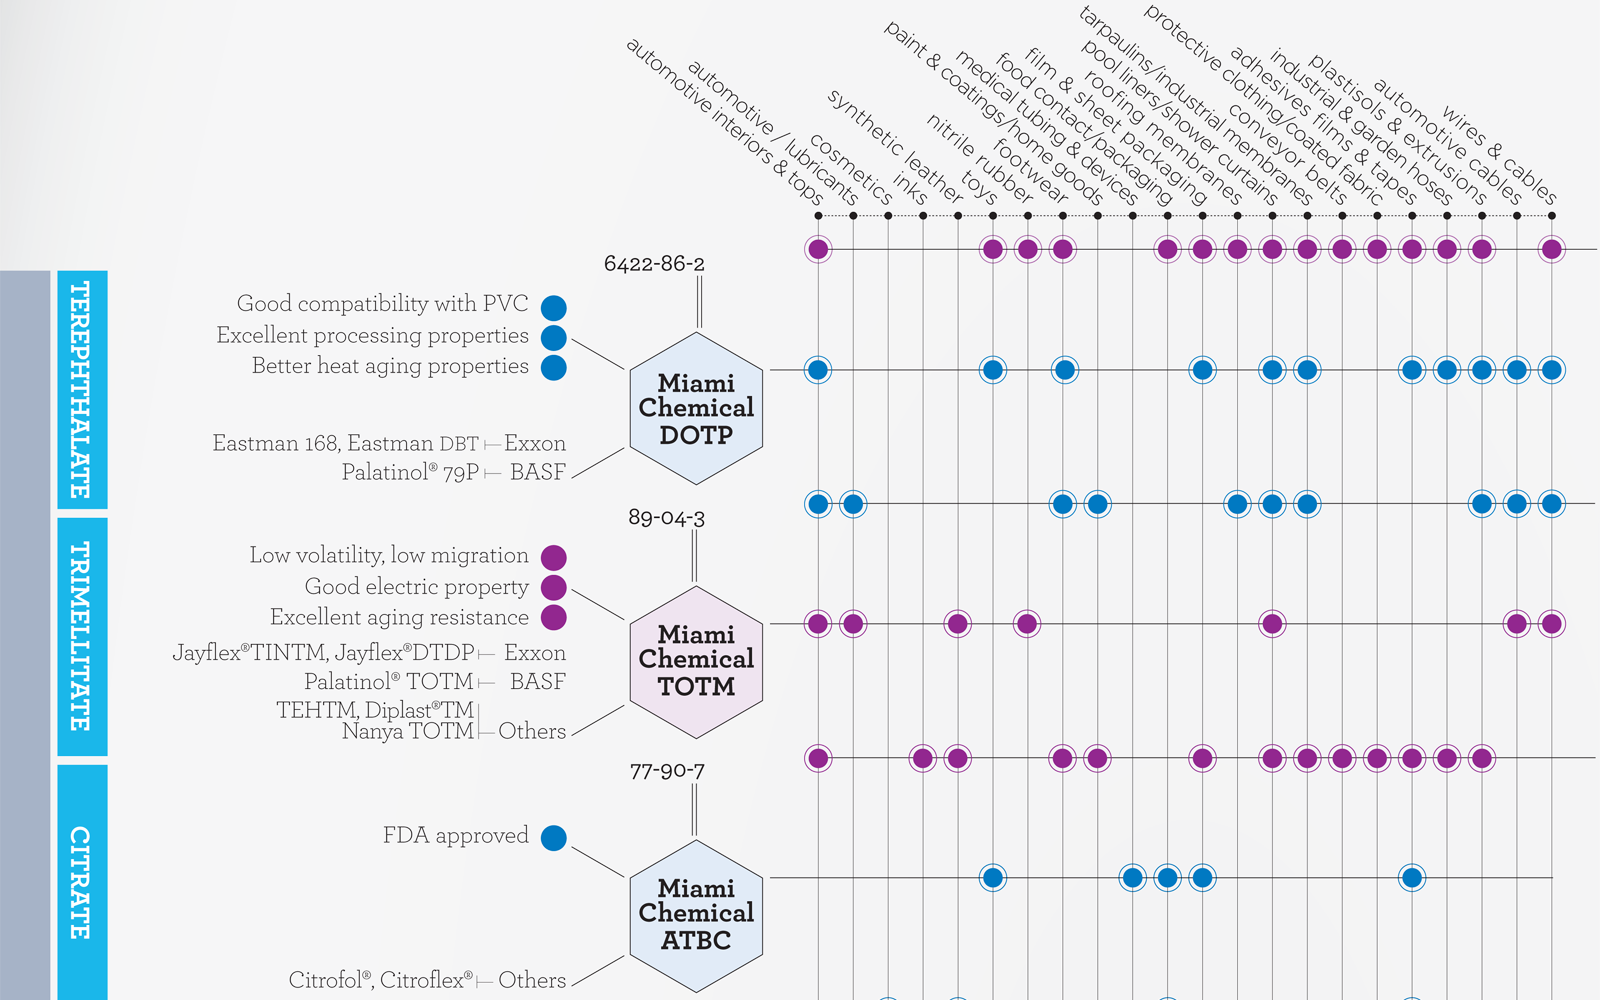 automotive interiors & tops
automotive / lubricants
cosmetics
inks
synthetic leather
toys
nitrile rubber
footwear
paint & coatings/home goods
medical tubing & devices
food contact/packaging
film & sheet packaging
roofing membranes
pool liners/shower curtains
tarpaulins/industrial membranes
conveyor belts
protective clothing/coated fabric
adhesives films & tapes
industrial & garden hoses
plastisols & extrusions
automotive cables
wires & cables
TEREPHTHALATE
6422-86-2
Good compatibility with PVC
Excellent processing properties
Better heat aging properties
Miami
Chemical
DOTP
Eastman 168, Eastman DBT Exxon
Palatinol® 79P BASF
TRIMELLITATE
89-04-3
Low volatility, low migration
Good electric property
Excellent aging resistance
Miami
Chemical
TOTM
Jayflex®TINTM, Jayflex®DTDP Exxon
Palatinol® TOTM BASF
TEHTM, Diplast®TM
Nanya TOTM Others
CITRATE
77-90-7
FDA approved
Miami
Chemical
ATBC
Citrofol®, Citroflex® Others